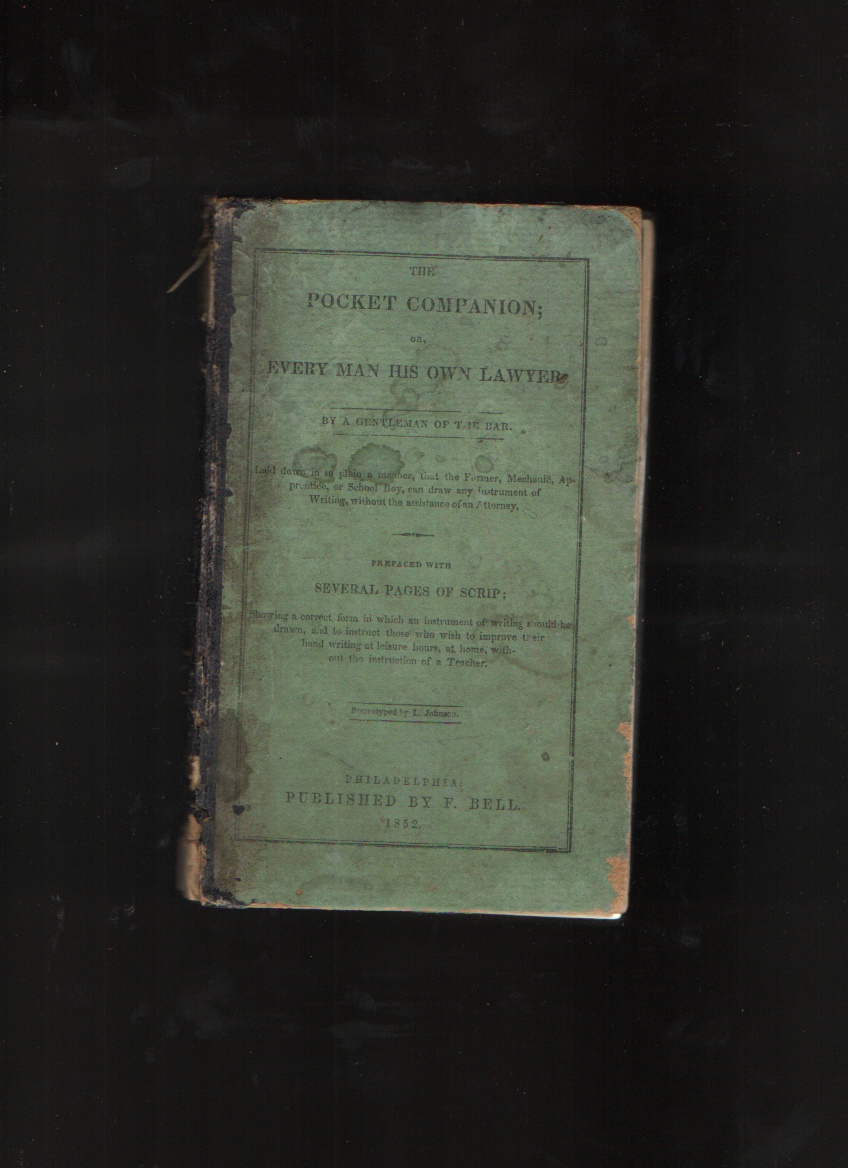 THE
POCKET COMPANION;
or,
EVERY MAN HIS OWN LAWYER.
BY A GENTLEMAN OF THE BAR.
Laid down in so plain a manner, that the Farmer, Mechanic, Ap-
prentice, or School Boy, can draw any Instrument of
Writing, without the assistance of an Attorney.
PREFACED WITH
SEVERAL PAGES OF SCRIP;
Showing a correct form in which an instrument of writing should be
drawn, and to instruct those who wish to improve their
hand writing at leisure hours, at home, with-
out the instruction of a Teacher.
Stereotyped by L. Johnson.
PHILADELPHIA;
PUBLISHED BY F. BELL.
1852.